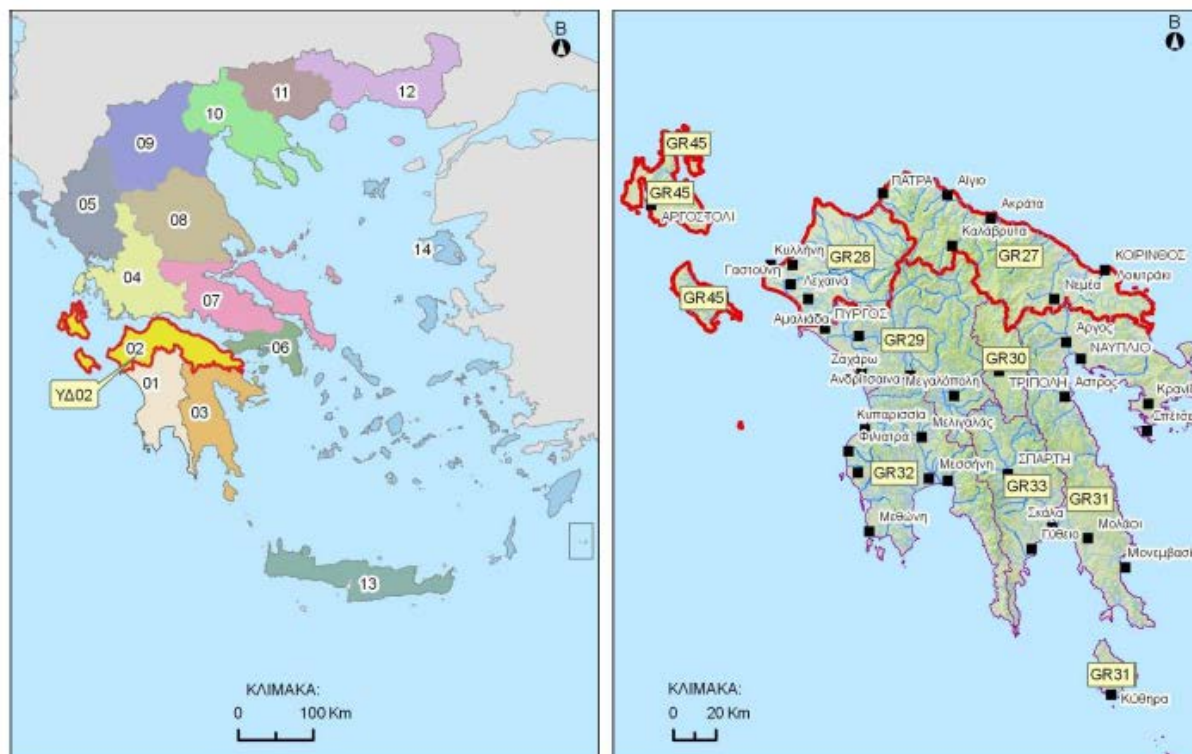 B
12
11
10
09
08
05
14
04
07
06
02
ΥΔ02
01
03
13
ΚΛΙΜΑΚΑ:
0 100 Km
B
GR45
GR45
ΑΡΓΟΣΤΟΛΙ
ΠΑΤΡΑ
Αίγιο
Ακράτα
Καλάβρυτα
Κυλλήνη
GR28
GR27
ΚΟΡΙΝΘΟΣ
Λουτράκι
Γαστούνη
Λεχαινά
Νεμέα
GR45
Αμαλιάδα
ΠΥΡΓΟΣ
Άργος
GR29
ΝΑΥΠΛΙΟ
Ζαχάρω
GR30
Ανδρίτσαινα
Μεγαλόπολη
ΤΡΙΠΟΛΗ
Άστρος
Κρανίδι
Σπέτσες
Κυπαρισσία
Μελιγαλάς
Φιλιατρά
GR32
Μεσσήνη
ΣΠΑΡΤΗ
GR33
GR31
Μεθώνη
Σκάλα
Γύθειο
Μολάοι
Μονεμβασί
GR31
Κύθηρα
ΚΛΙΜΑΚΑ:
0 20 Km